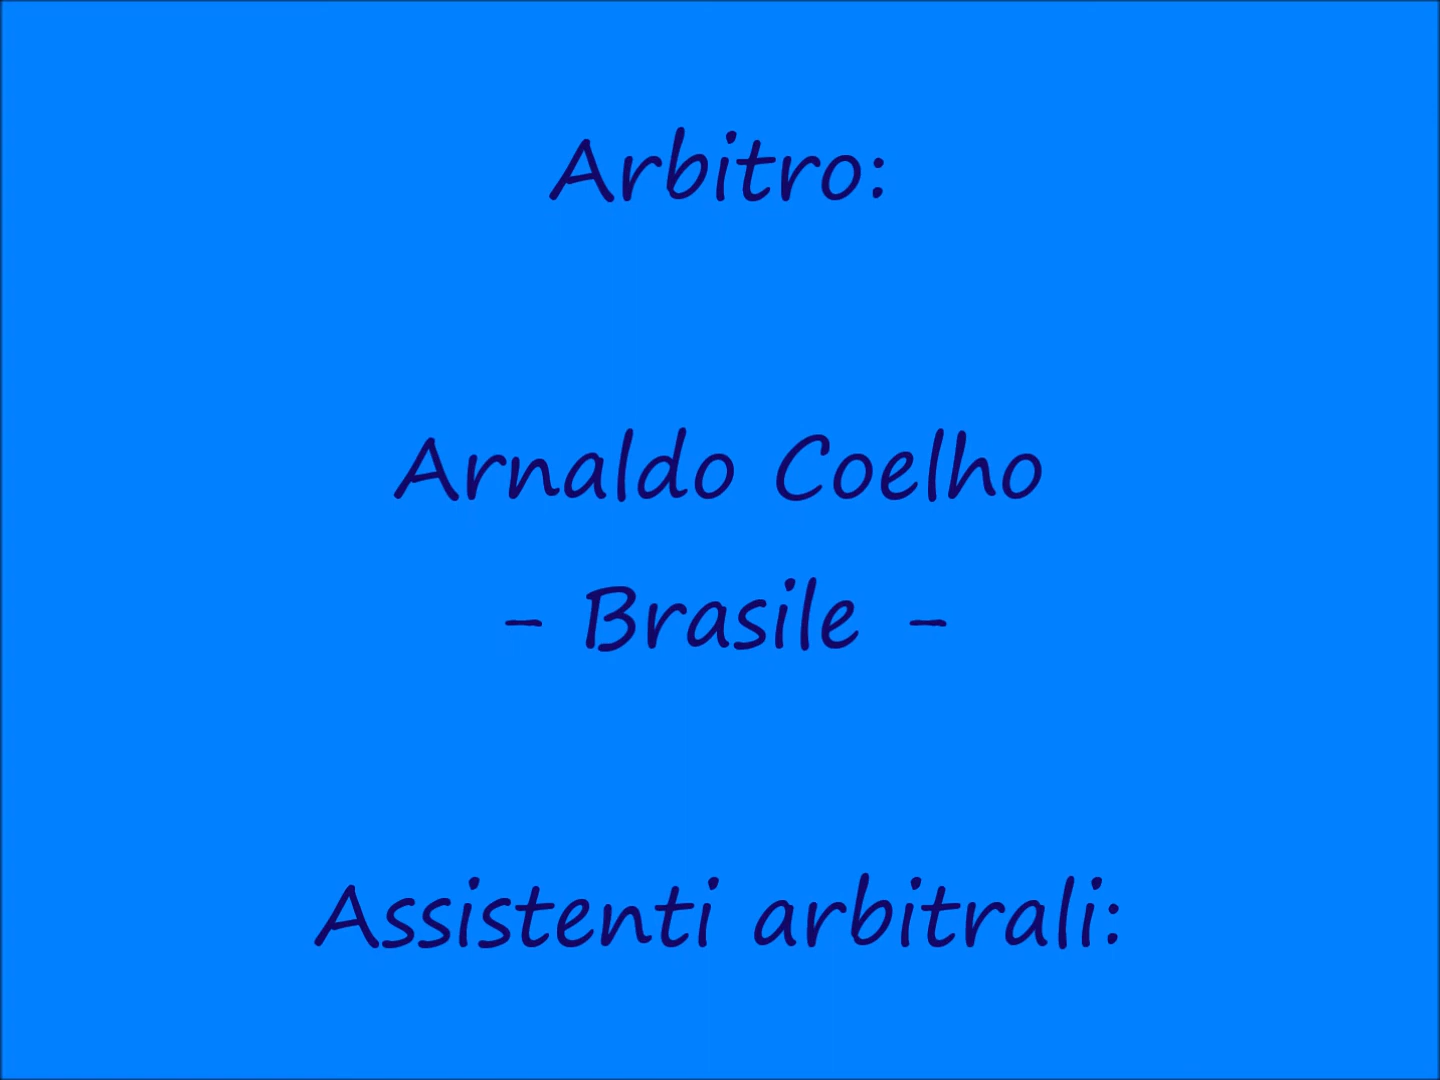 Arbitro:
Arnaldo Coelho
- Brasile -
Assistenti arbitrali: